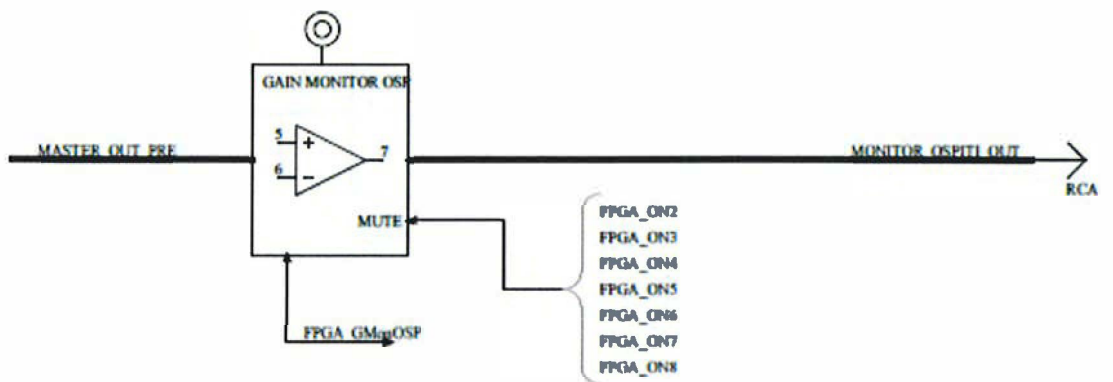 GAIN MONITOR OSP
5
+
7
6
-
MASTER_OUT_PRE
MONITOR_OSPITI_OUT
RCA
MUTE
FPGA_ON2
FPGA_ON3
FPGA_ON4
FPGA_ON5
FPGA_ON6
FPGA_ON7
FPGA_ON8